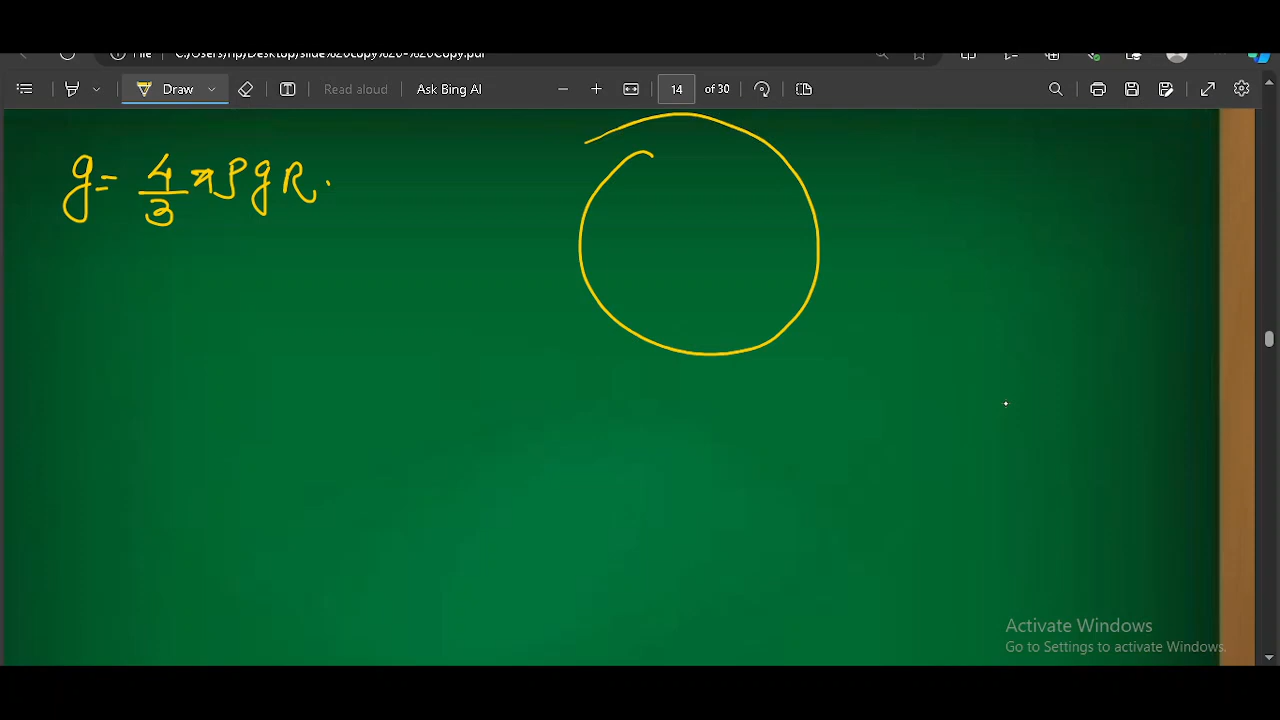 File C:/Users/hp/Desktop/slide%20copy%20-%20Copy.pdf
Draw Read aloud Ask Bing AI 14 of 30
g = 4/3 π ρ g R.
Activate Windows
Go to Settings to activate Windows.